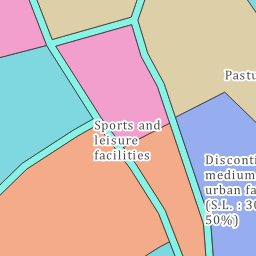 Pastu
Sports and
leisure
facilities
Disconti
medium
urban fa
(S.L. : 30
50%)